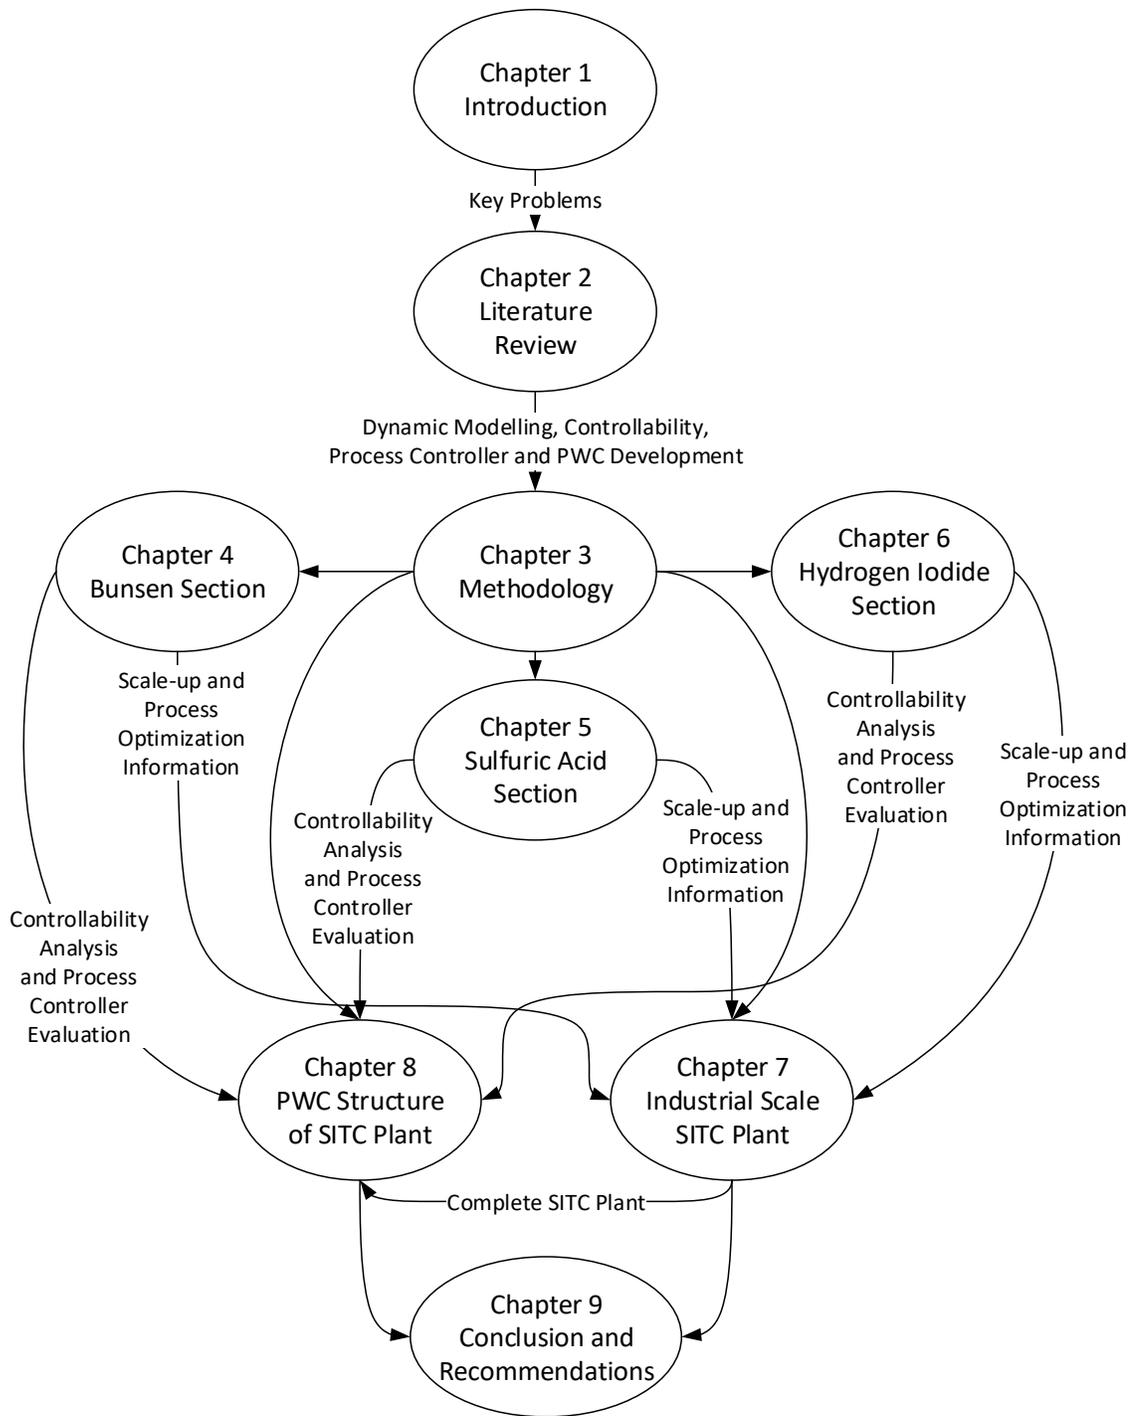 Chapter 1
Introduction
Key Problems
Chapter 2
Literature
Review
Dynamic Modelling, Controllability,
Process Controller and PWC Development
Chapter 4
Bunsen Section
Chapter 3
Methodology
Chapter 6
Hydrogen Iodide
Section
Scale-up and
Process
Optimization
Information
Chapter 5
Sulfuric Acid
Section
Controllability
Analysis
and Process
Controller
Evaluation
Scale-up and
Process
Optimization
Information
Controllability
Analysis
and Process
Controller
Evaluation
Scale-up and
Process
Optimization
Information
Controllability
Analysis
and Process
Controller
Evaluation
Chapter 8
PWC Structure
of SITC Plant
Chapter 7
Industrial Scale
SITC Plant
Complete SITC Plant
Chapter 9
Conclusion and
Recommendations